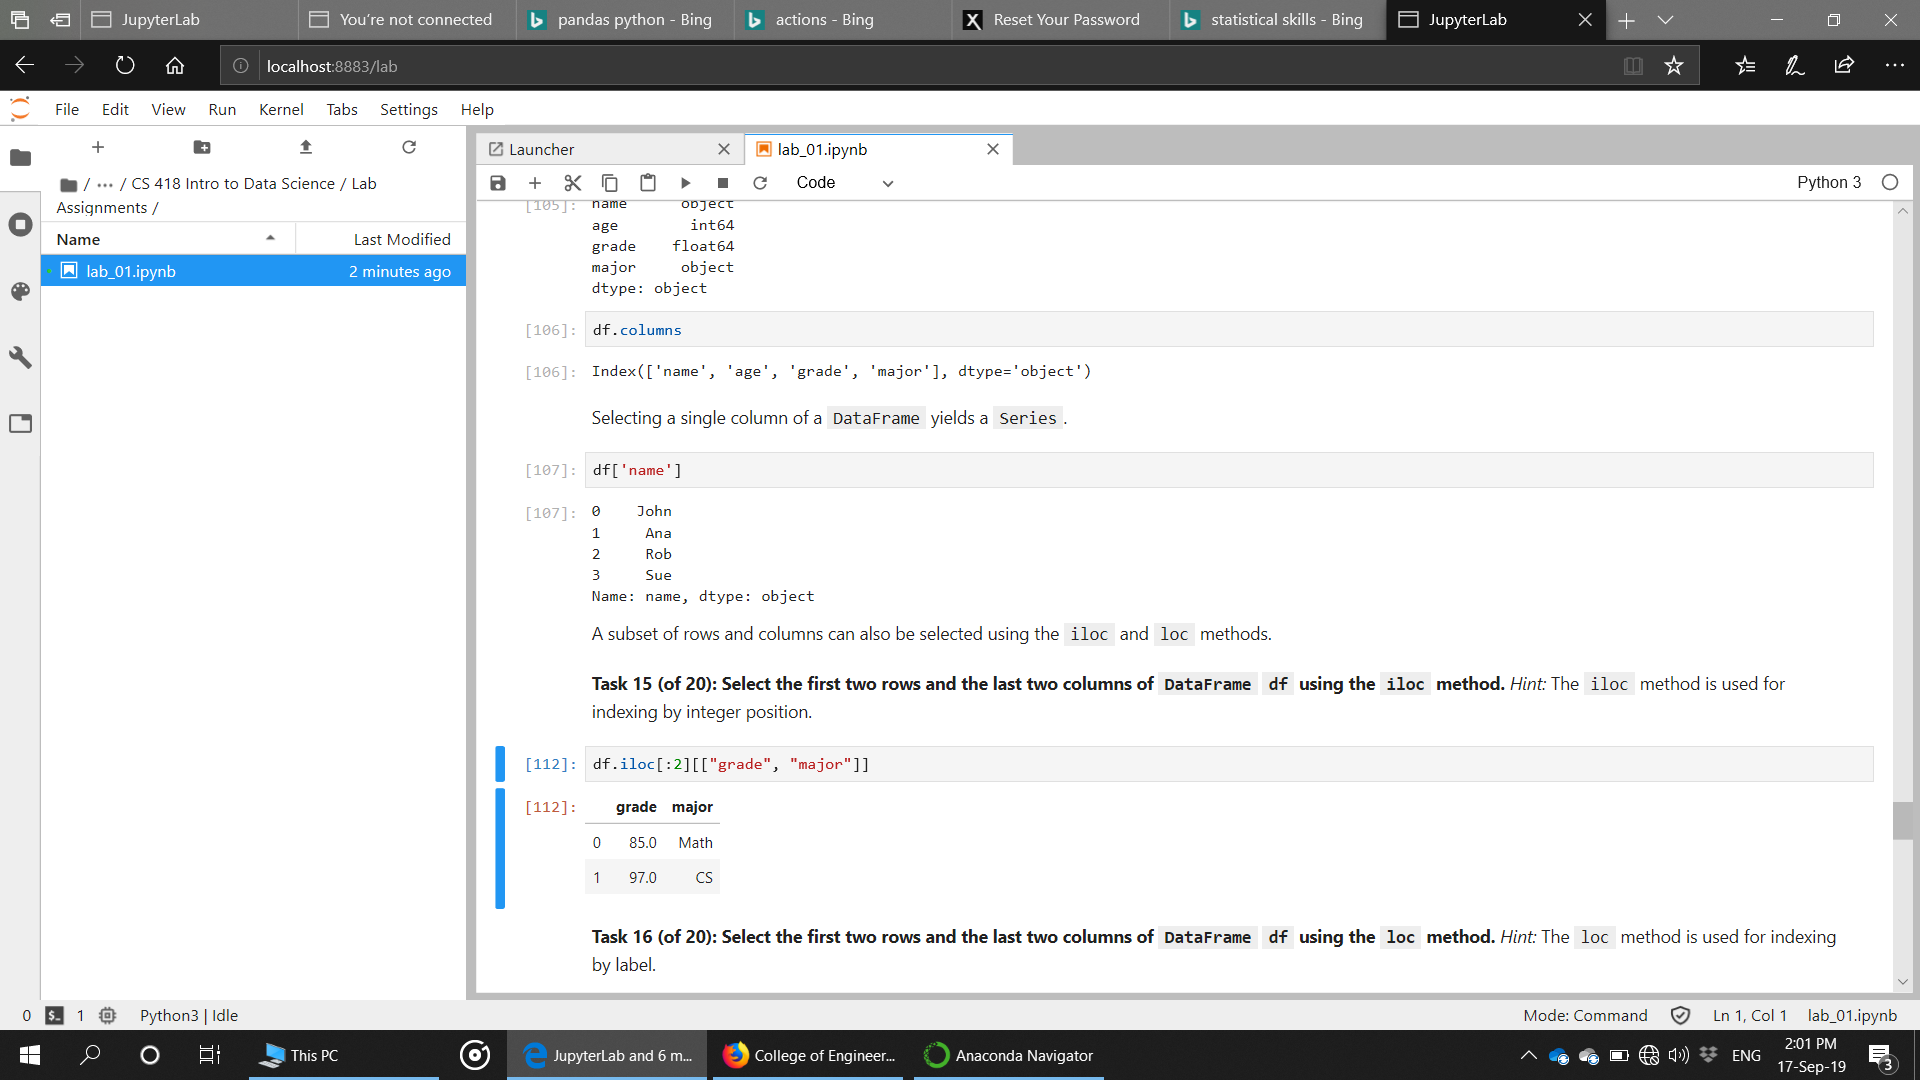 JupyterLab
You're not connected
pandas python - Bing
actions - Bing
Reset Your Password
statistical skills - Bing
JupyterLab
localhost:8883/lab
File Edit View Run Kernel Tabs Settings Help
/ ··· / CS 418 Intro to Data Science / Lab
Assignments /
Name Last Modified
lab_01.ipynb 2 minutes ago
Launcher
lab_01.ipynb
Code
Python 3
[105]: name object
age int64
grade float64
major object
dtype: object
[106]: df.columns
[106]: Index(['name', 'age', 'grade', 'major'], dtype='object')
Selecting a single column of a DataFrame yields a Series .
[107]: df['name']
[107]: 0 John
1 Ana
2 Rob
3 Sue
Name: name, dtype: object
A subset of rows and columns can also be selected using the iloc and loc methods.
Task 15 (of 20): Select the first two rows and the last two columns of DataFrame df using the iloc method. Hint: The iloc method is used for
indexing by integer position.
[112]: df.iloc[:2][["grade", "major"]]
[112]: grade major
0 85.0 Math
1 97.0 CS
Task 16 (of 20): Select the first two rows and the last two columns of DataFrame df using the loc method. Hint: The loc method is used for indexing
by label.
0 $_ 1 Python3 | Idle
Mode: Command Ln 1, Col 1 lab_01.ipynb
This PC
JupyterLab and 6 m...
College of Engineer...
Anaconda Navigator
ENG
2:01 PM
17-Sep-19
3